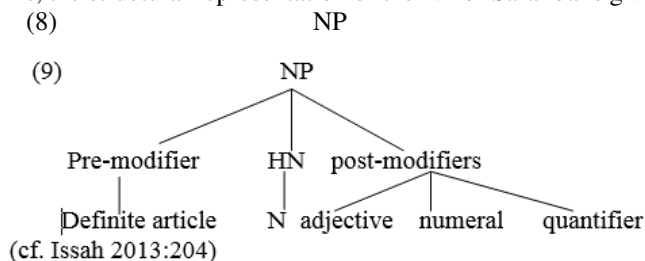 (8) NP
(9) NP
Pre-modifier HN post-modifiers
Definite article N adjective numeral quantifier
(cf. Issah 2013:204)